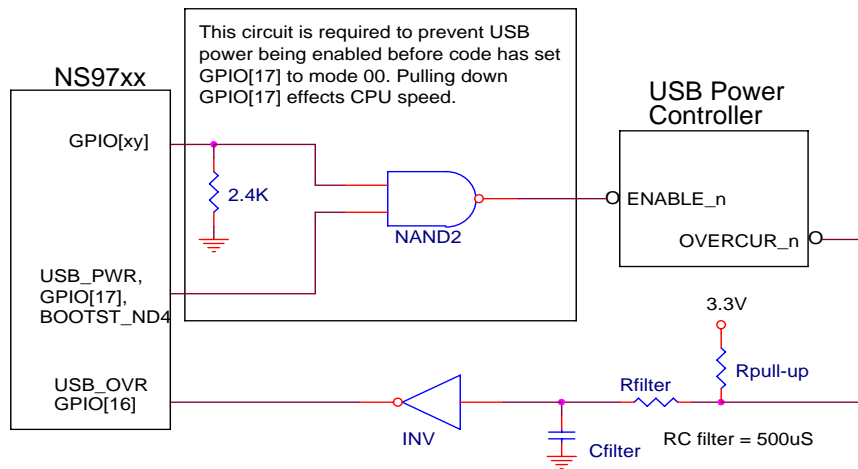 This circuit is required to prevent USB
power being enabled before code has set
GPIO[17] to mode 00. Pulling down
GPIO[17] effects CPU speed.
NS97xx
USB Power
Controller
GPIO[xy]
2.4K
NAND2
ENABLE_n
OVERCUR_n
USB_PWR,
GPIO[17],
BOOTST_ND4
3.3V
Rpull-up
Rfilter
USB_OVR
GPIO[16]
INV
Cfilter
RC filter = 500uS